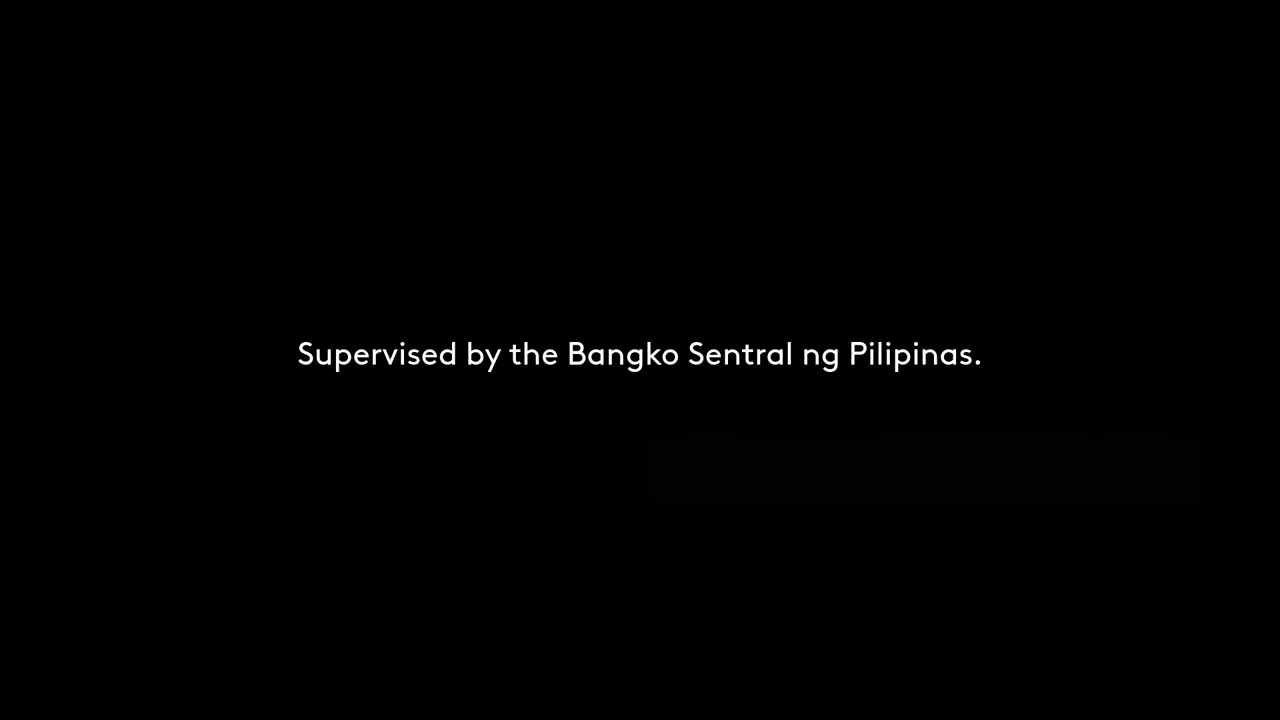 Supervised by the Bangko Sentral ng Pilipinas.